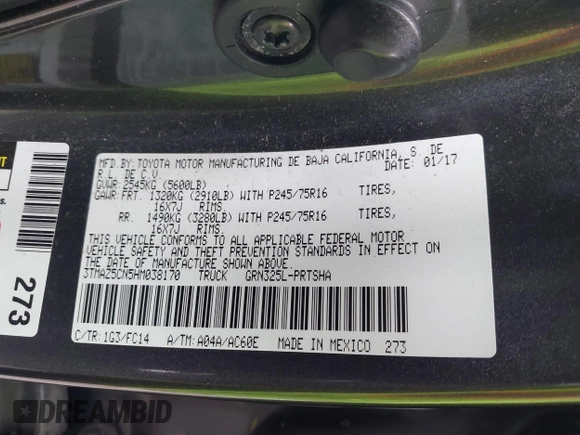 MFD.BY:TOYOTA MOTOR MANUFACTURING DE BAJA CALIFORNIA, S. DE
R.L. DE C.V. DATE: 01/17
GVWR:2545KG (5600LB)
GAWR:FRT. 1320KG (2910LB) WITH P245/75R16 TIRES,
16X7J RIMS
RR. 1490KG (3280LB) WITH P245/75R16 TIRES,
16X7J RIMS
THIS VEHICLE CONFORMS TO ALL APPLICABLE FEDERAL MOTOR
VEHICLE SAFETY AND THEFT PREVENTION STANDARDS IN EFFECT ON
THE DATE OF MANUFACTURE SHOWN ABOVE.
3TMAZ5CN5HM038170 TRUCK GRN325L-PRTSHA
C/TR:1G3/FC14 A/TM:A04A/AC60E MADE IN MEXICO 273
273
DREAMBID